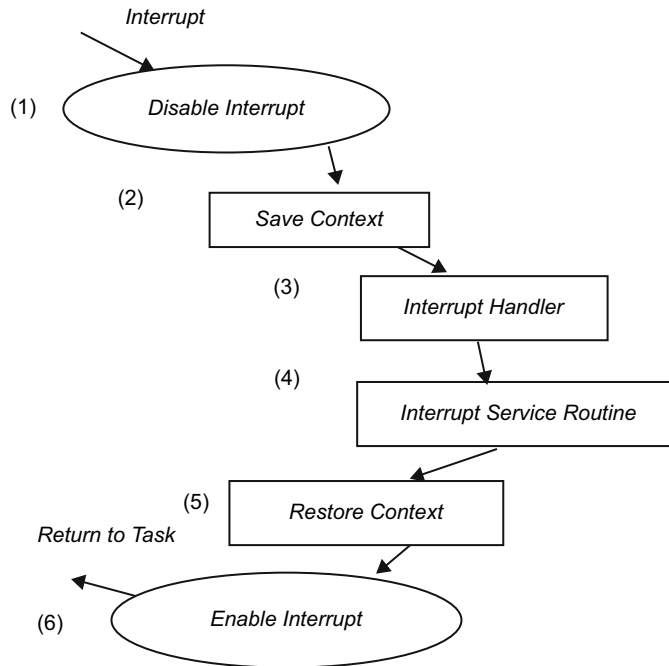 Interrupt
(1)
Disable Interrupt
(2)
Save Context
(3)
Interrupt Handler
(4)
Interrupt Service Routine
(5)
Restore Context
Return to Task
(6)
Enable Interrupt